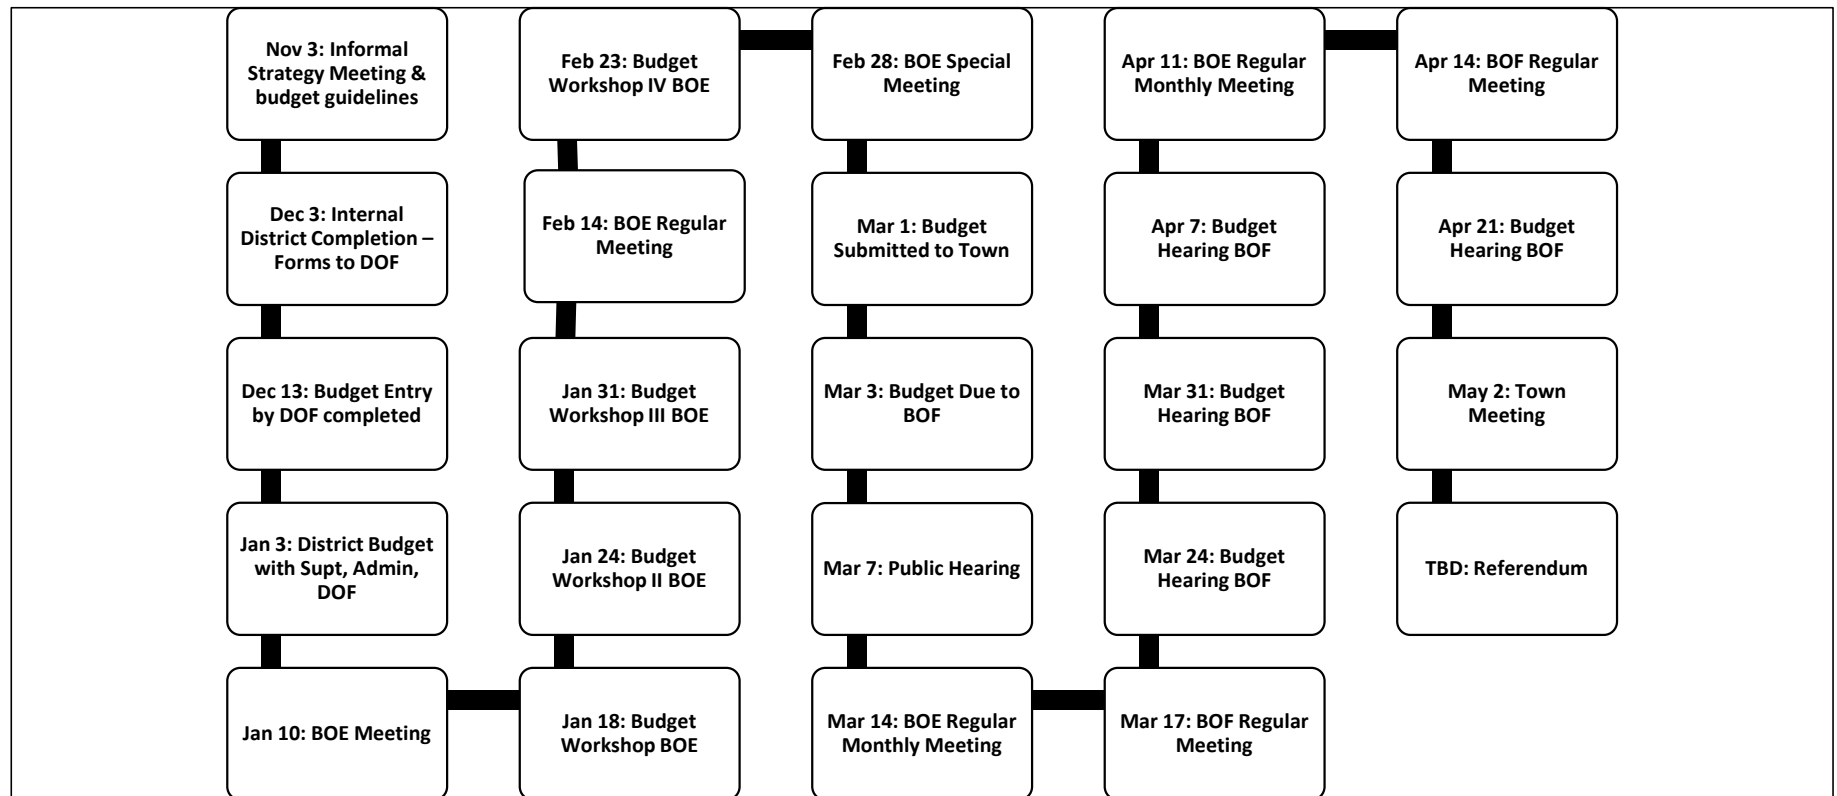 Nov 3: Informal
Strategy Meeting &
budget guidelines
Dec 3: Internal
District Completion –
Forms to DOF
Dec 13: Budget Entry
by DOF completed
Jan 3: District Budget
with Supt, Admin,
DOF
Jan 10: BOE Meeting
Jan 18: Budget
Workshop BOE
Jan 24: Budget
Workshop II BOE
Jan 31: Budget
Workshop III BOE
Feb 14: BOE Regular
Meeting
Feb 23: Budget
Workshop IV BOE
Feb 28: BOE Special
Meeting
Mar 1: Budget
Submitted to Town
Mar 3: Budget Due to
BOF
Mar 7: Public Hearing
Mar 14: BOE Regular
Monthly Meeting
Mar 17: BOF Regular
Meeting
Mar 24: Budget
Hearing BOF
Mar 31: Budget
Hearing BOF
Apr 7: Budget
Hearing BOF
Apr 11: BOE Regular
Monthly Meeting
Apr 14: BOF Regular
Meeting
Apr 21: Budget
Hearing BOF
May 2: Town
Meeting
TBD: Referendum